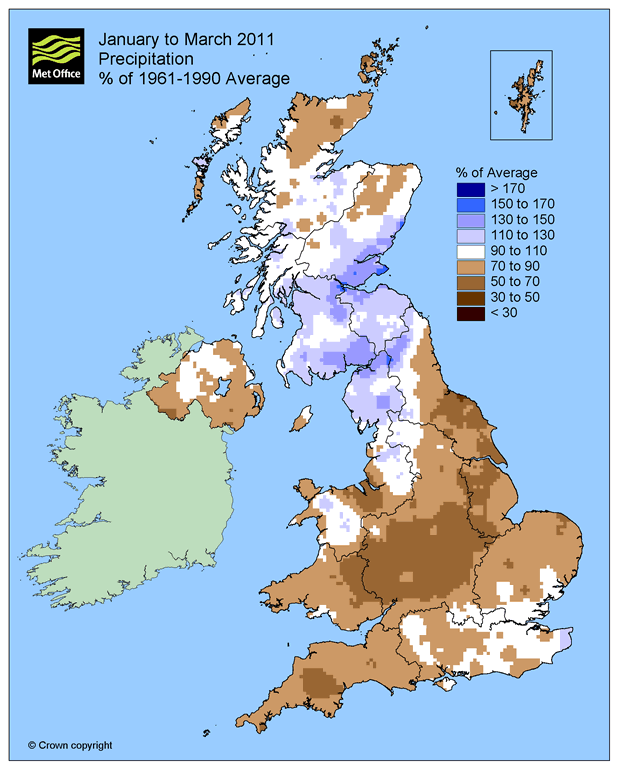 January to March 2011
Precipitation
% of 1961-1990 Average
Met Office
% of Average
> 170
150 to 170
130 to 150
110 to 130
90 to 110
70 to 90
50 to 70
30 to 50
< 30
© Crown copyright